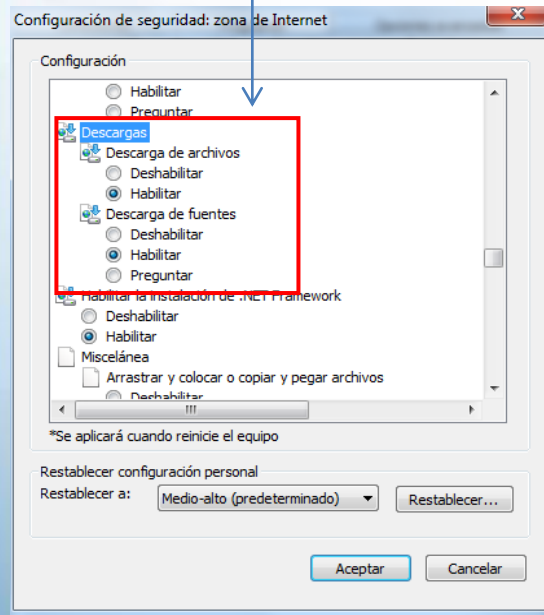 Configuración de seguridad: zona de Internet
Configuración
Habilitar
Preguntar
Descargas
Descarga de archivos
Deshabilitar
Habilitar
Descarga de fuentes
Deshabilitar
Habilitar
Preguntar
Habilitar la instalación de .NET Framework
Deshabilitar
Habilitar
Miscelánea
Arrastrar y colocar o copiar y pegar archivos
Deshabilitar
*Se aplicará cuando reinicie el equipo
Restablecer configuración personal
Restablecer a: Medio-alto (predeterminado) Restablecer...
Aceptar Cancelar